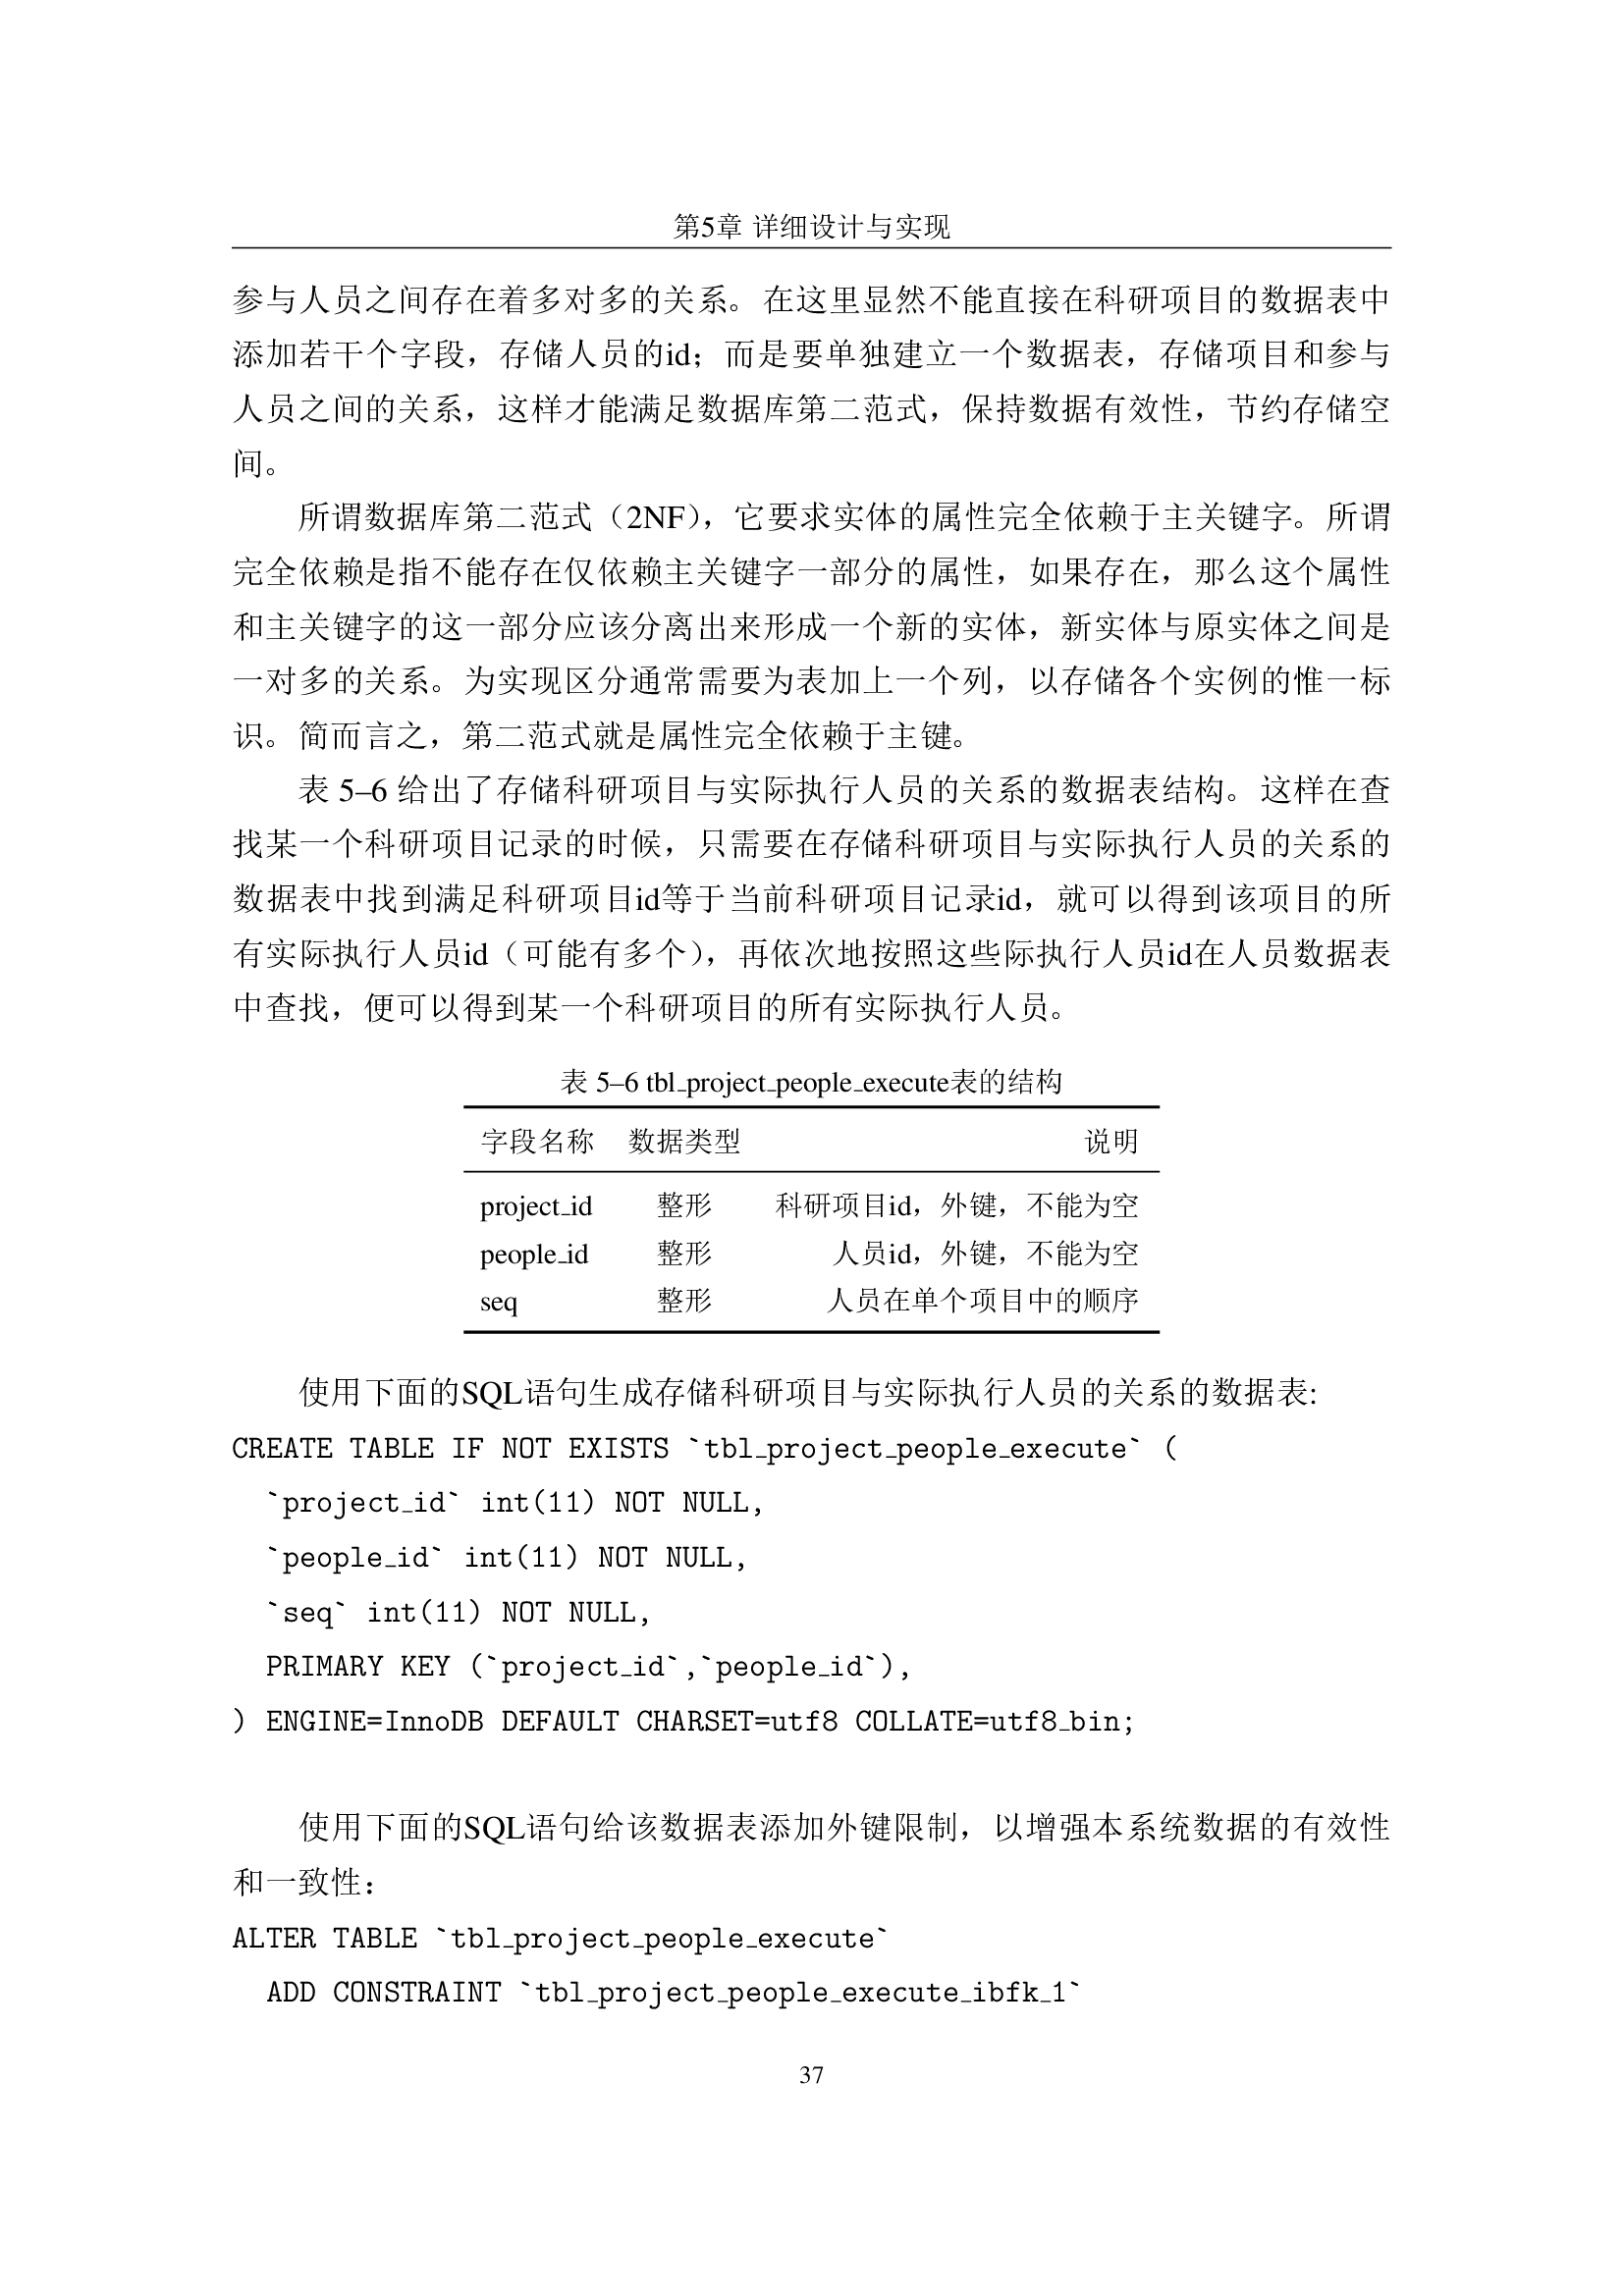 第5章 详细设计与实现
参与人员之间存在着多对多的关系。在这里显然不能直接在科研项目的数据表中
添加若干个字段，存储人员的id；而是要单独建立一个数据表，存储项目和参与
人员之间的关系，这样才能满足数据库第二范式，保持数据有效性，节约存储空
间。
所谓数据库第二范式（2NF），它要求实体的属性完全依赖于主关键字。所谓
完全依赖是指不能存在仅依赖主关键字一部分的属性，如果存在，那么这个属性
和主关键字的这一部分应该分离出来形成一个新的实体，新实体与原实体之间是
一对多的关系。为实现区分通常需要为表加上一个列，以存储各个实例的惟一标
识。简而言之，第二范式就是属性完全依赖于主键。
表 5–6 给出了存储科研项目与实际执行人员的关系的数据表结构。这样在查
找某一个科研项目记录的时候，只需要在存储科研项目与实际执行人员的关系的
数据表中找到满足科研项目id等于当前科研项目记录id，就可以得到该项目的所
有实际执行人员id（可能有多个），再依次地按照这些际执行人员id在人员数据表
中查找，便可以得到某一个科研项目的所有实际执行人员。
表 5–6 tbl_project_people_execute表的结构
字段名称 数据类型 说明
project_id 整形 科研项目id，外键，不能为空
people_id 整形 人员id，外键，不能为空
seq 整形 人员在单个项目中的顺序
使用下面的SQL语句生成存储科研项目与实际执行人员的关系的数据表:
CREATE TABLE IF NOT EXISTS `tbl_project_people_execute` (
`project_id` int(11) NOT NULL,
`people_id` int(11) NOT NULL,
`seq` int(11) NOT NULL,
PRIMARY KEY (`project_id`,`people_id`),
) ENGINE=InnoDB DEFAULT CHARSET=utf8 COLLATE=utf8_bin;
使用下面的SQL语句给该数据表添加外键限制，以增强本系统数据的有效性
和一致性：
ALTER TABLE `tbl_project_people_execute`
ADD CONSTRAINT `tbl_project_people_execute_ibfk_1`
37